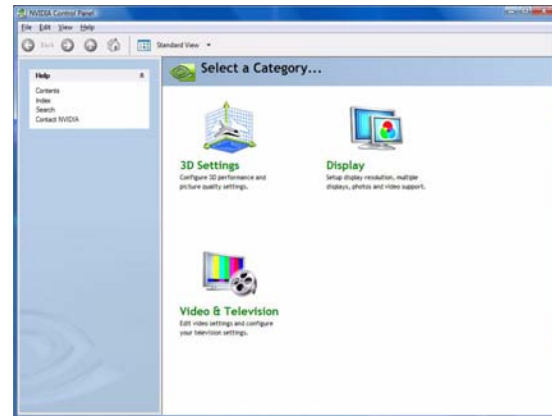 NVIDIA Control Panel
File Edit View Help
Back Standard View
Help
Contents
Index
Search
Contact NVIDIA
Select a Category...
3D Settings
Configure 3D performance and
picture quality settings.
Display
Setup display resolution, multiple
displays, photos and video support.
Video & Television
Edit video settings and configure
your television settings.